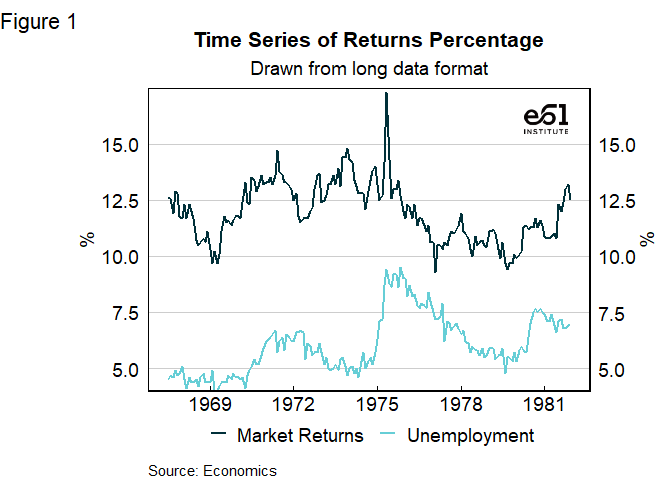 Figure 1
Time Series of Returns Percentage
Drawn from long data format
e61
INSTITUTE
15.0 15.0
12.5 12.5
% %
10.0 10.0
7.5 7.5
5.0 5.0
1969 1972 1975 1978 1981
Market Returns Unemployment
Source: Economics